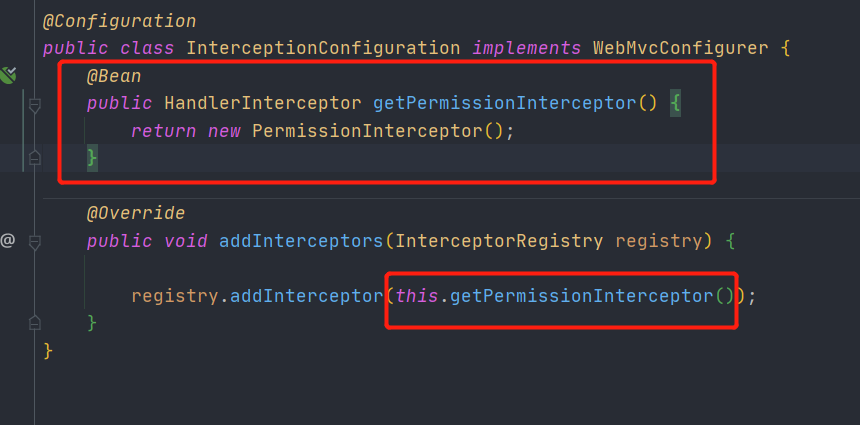 @Configuration
public class InterceptionConfiguration implements WebMvcConfigurer {
@Bean
public HandlerInterceptor getPermissionInterceptor() {
return new PermissionInterceptor();
}
@Override
public void addInterceptors(InterceptorRegistry registry) {
registry.addInterceptor(this.getPermissionInterceptor());
}
}